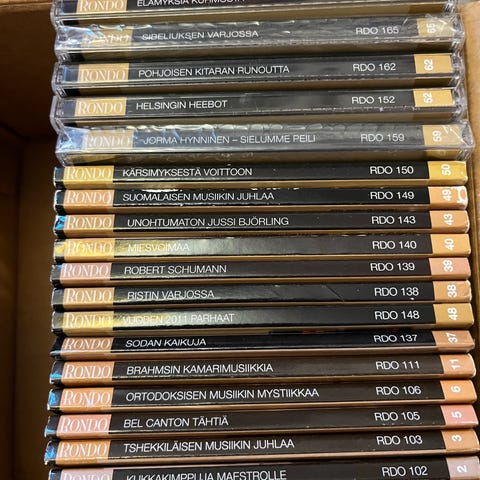 RONDO ELÄMYKSIÄ
RONDO SIBELIUKSEN VARJOSSA RDO 165 65
RONDO POHJOISEN KITARAN RUNOUTTA RDO 162 62
RONDO HELSINGIN HEEBOT RDO 152 52
RONDO JORMA HYNNINEN – SIELUMME PEILI RDO 159 59
RONDO KÄRSIMYKSESTÄ VOITTOON RDO 150 50
RONDO SUOMALAISEN MUSIIKIN JUHLAA RDO 149 49
RONDO UNOHTUMATON JUSSI BJÖRLING RDO 143 43
RONDO MIESVOIMAA RDO 140 40
RONDO ROBERT SCHUMANN RDO 139 39
RONDO RISTIN VARJOSSA RDO 138 38
RONDO VUODEN 2011 PARHAAT RDO 148 48
RONDO SODAN KAIKUJA RDO 137 37
RONDO BRAHMSIN KAMARIMUSIIKKIA RDO 111 11
RONDO ORTODOKSISEN MUSIIKIN MYSTIIKKAA RDO 106 6
RONDO BEL CANTON TÄHTIÄ RDO 105 5
RONDO TSHEKKILÄISEN MUSIIKIN JUHLAA RDO 103 3
RONDO KUKKAKIMPPUJA MAESTROLLE RDO 102 2